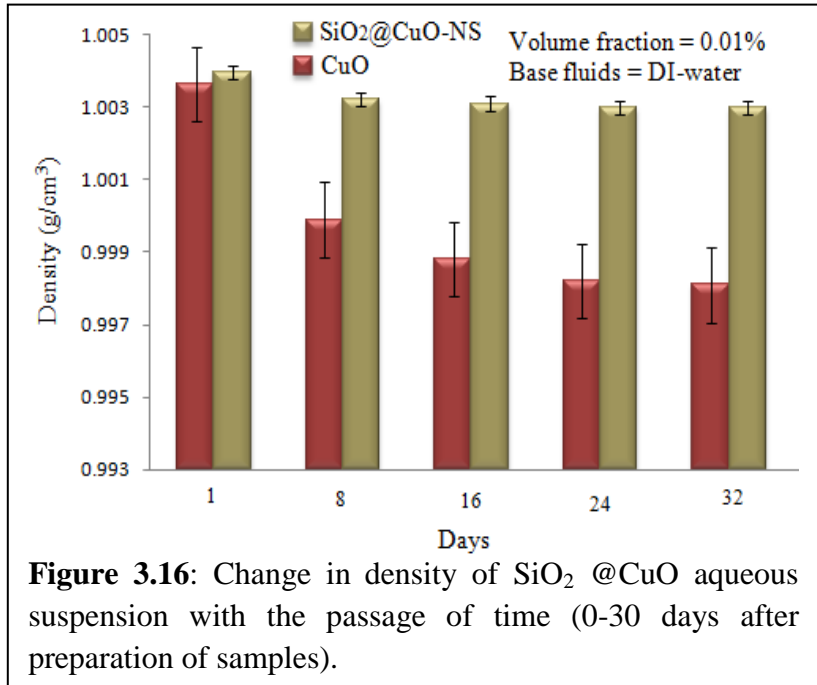 SiO2@CuO-NS
CuO
Volume fraction = 0.01%
Base fluids = DI-water
Density (g/cm³)
1.005
1.003
1.001
0.999
0.997
0.995
0.993
1 8 16 24 32
Days
Figure 3.16: Change in density of SiO2 @CuO aqueous
suspension with the passage of time (0-30 days after
preparation of samples).